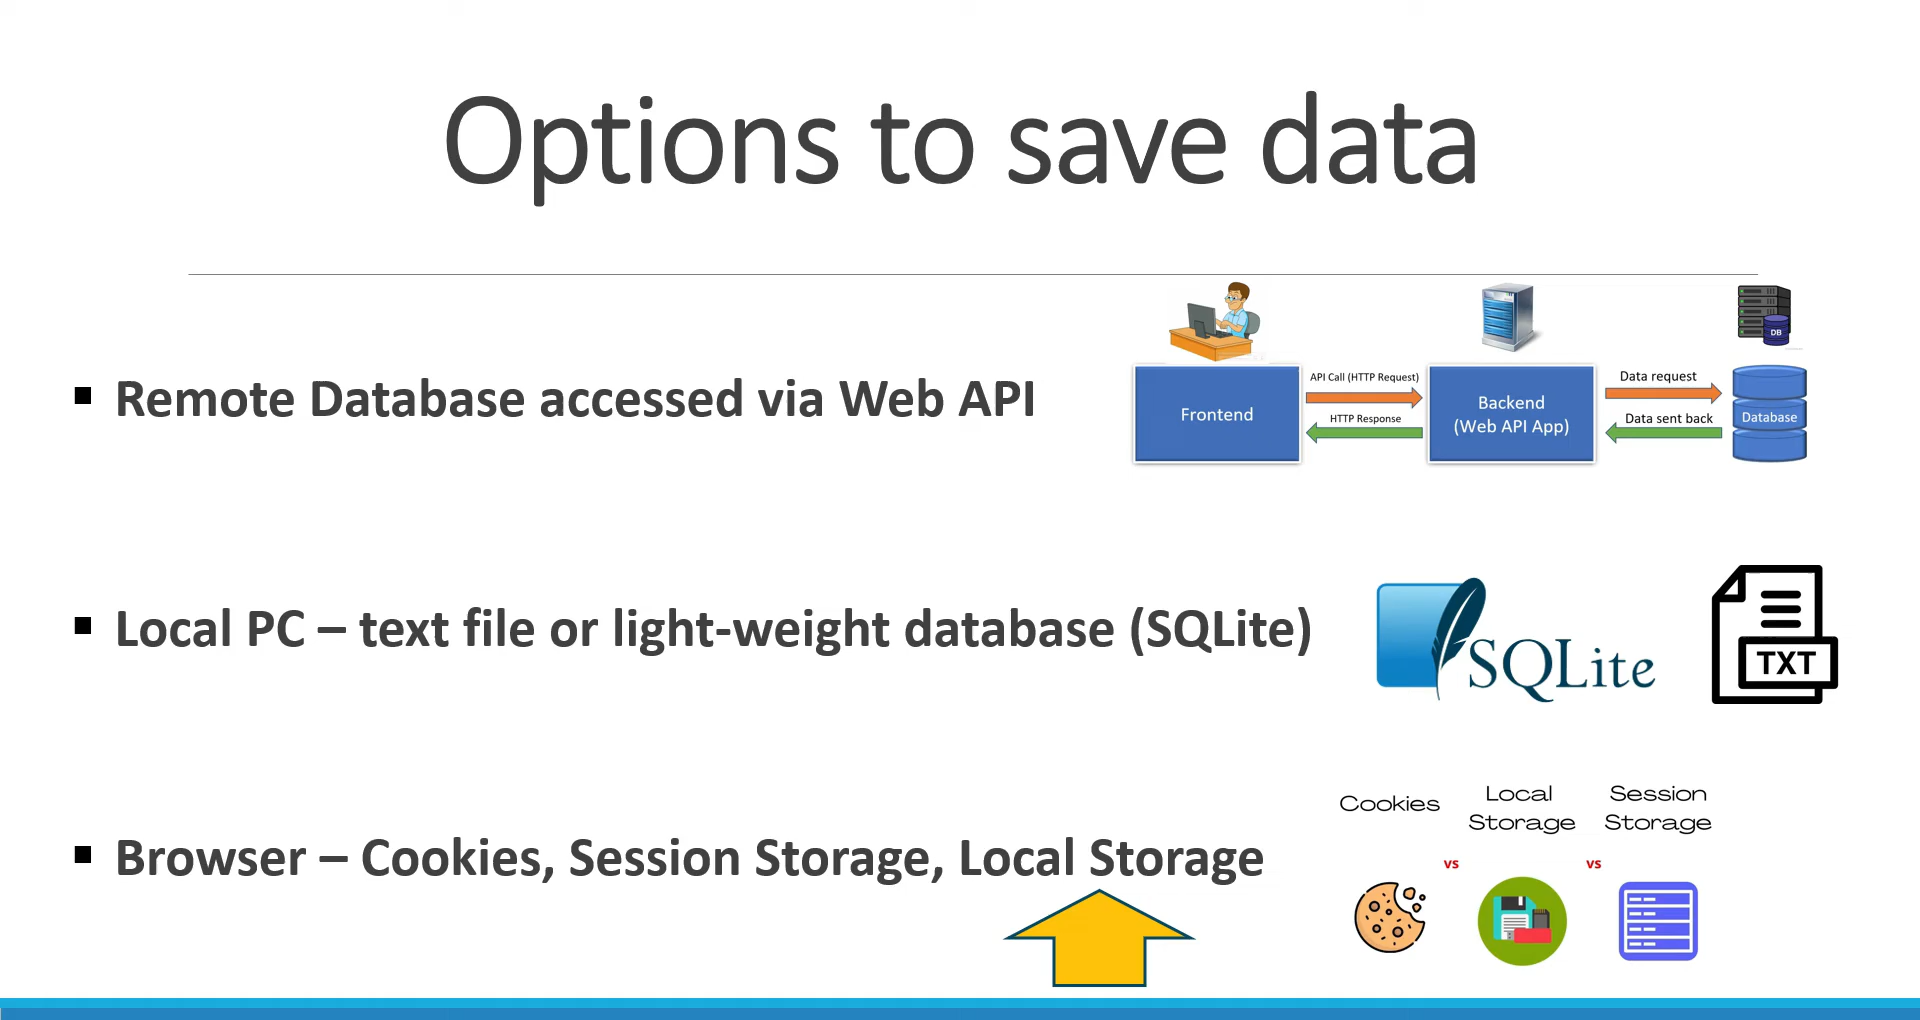 Options to save data
▪ Remote Database accessed via Web API
DB
Frontend
API Call (HTTP Request)
HTTP Response
Backend
(Web API App)
Data request
Data sent back
Database
▪ Local PC – text file or light-weight database (SQLite)
SQLite
TXT
▪ Browser – Cookies, Session Storage, Local Storage
Cookies
vs
Local
Storage
vs
Session
Storage